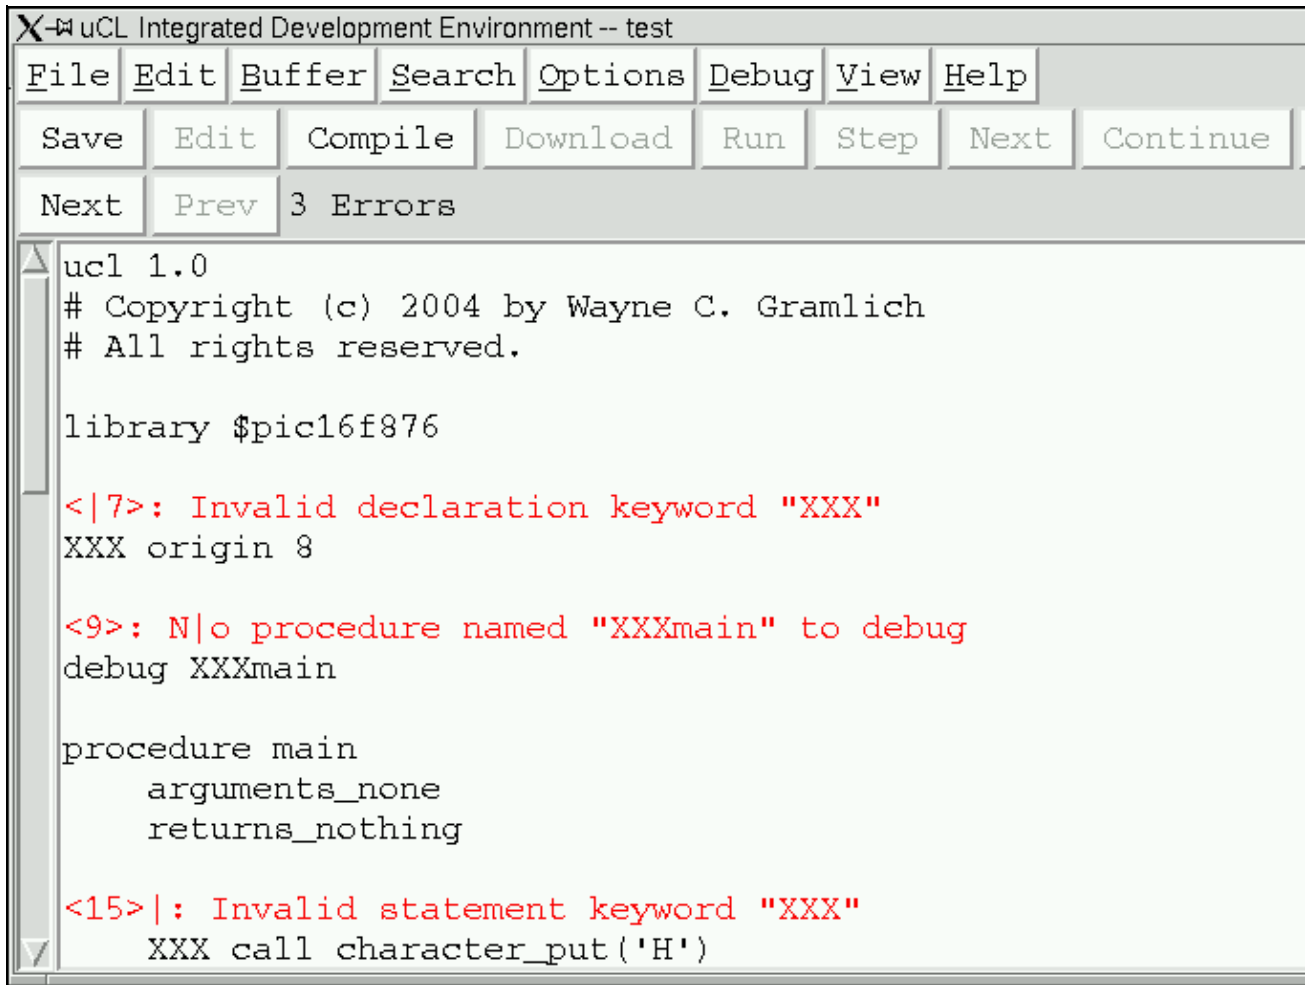 uCL Integrated Development Environment -- test
File Edit Buffer Search Options Debug View Help
Save Edit Compile Download Run Step Next Continue
Next Prev 3 Errors
ucl 1.0
# Copyright (c) 2004 by Wayne C. Gramlich
# All rights reserved.
library $pic16f876
<|7>: Invalid declaration keyword "XXX"
XXX origin 8
<9>: N|o procedure named "XXXmain" to debug
debug XXXmain
procedure main
arguments_none
returns_nothing
<15>|: Invalid statement keyword "XXX"
XXX call character_put('H')